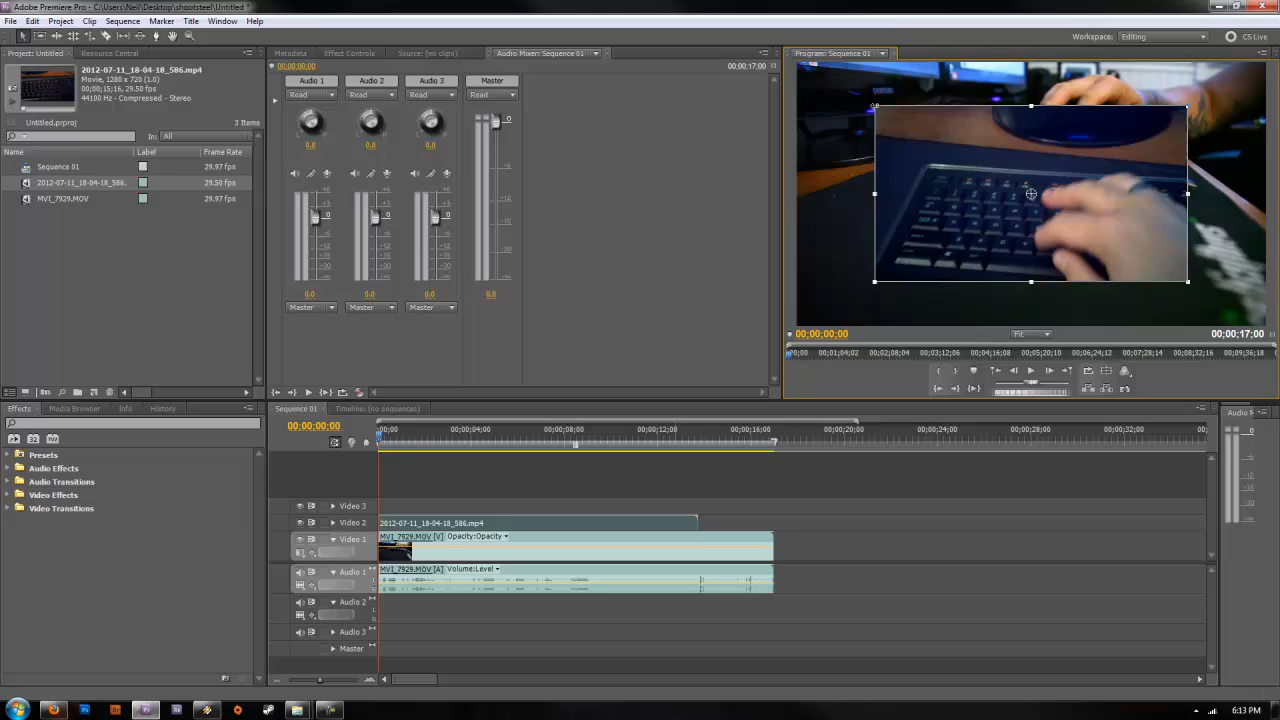 Adobe Premiere Pro - C:\Users\Neil\Desktop\shootsteel\Untitled *
File Edit Project Clip Sequence Marker Title Window Help
Workspace: Editing CS Live
Project: Untitled Resource Central
2012-07-11_18-04-18_586.mp4
Movie, 1280 x 720 (1.0)
00;00;15;16, 29.50 fps
44100 Hz - Compressed - Stereo
Untitled.prproj 3 Items
In: All
Name Label Frame Rate
Sequence 01 29.97 fps
2012-07-11_18-04-18_586. 29.50 fps
MVI_7929.MOV 29.97 fps
Metadata Effect Controls Source: (no clips) Audio Mixer: Sequence 01
00;00;00;00 00;00;17;00
Audio 1 Audio 2 Audio 3 Master
Read Read Read Read
L R L R L R
0.0 0.0 0.0
0.0 0.0 0.0 0.0
Master Master Master
Program: Sequence 01
00;00;00;00 Fit 00;00;17;00
00;00 00;01;04;02 00;02;08;04 00;03;12;06 00;04;16;08 00;05;20;10 00;06;24;12 00;07;28;14 00;08;32;16 00;09;36;18
Effects Media Browser Info History
Presets
Audio Effects
Audio Transitions
Video Effects
Video Transitions
Sequence 01 Timeline: (no sequences)
00;00;00;00
00;00 00;00;04;00 00;00;08;00 00;00;12;00 00;00;16;00 00;00;20;00 00;00;24;00 00;00;28;00 00;00;32;00
Video 3
Video 2 2012-07-11_18-04-18_586.mp4
Video 1 MVI_7929.MOV [V] Opacity:Opacity
Audio 1 MVI_7929.MOV [A] Volume:Level
Audio 2
Audio 3
Master
Audio M
6:13 PM